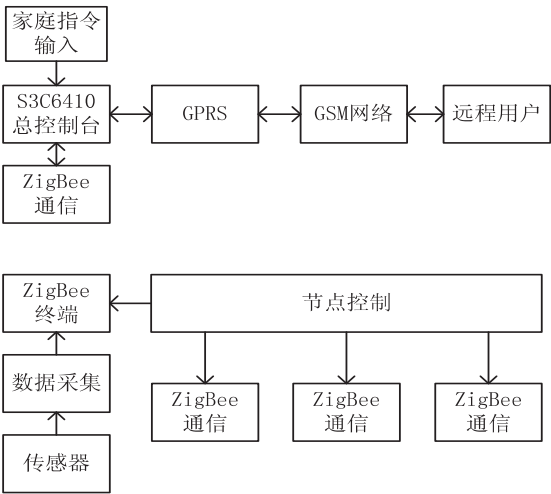 家庭指令
输入
S3C6410
总控制台
GPRS
GSM网络
远程用户
ZigBee
通信
ZigBee
终端
节点控制
数据采集
ZigBee
通信
ZigBee
通信
ZigBee
通信
传感器